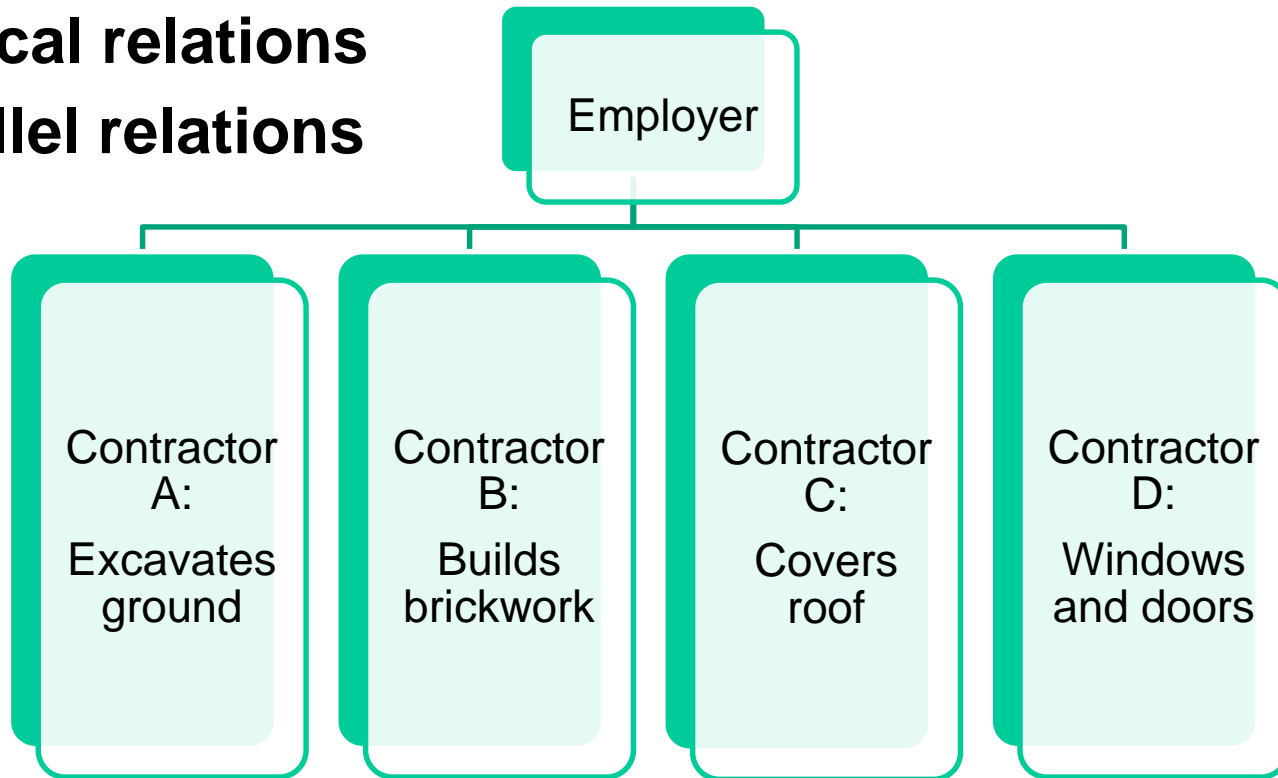 cal relations
llel relations
Employer
Contractor
A:
Excavates
ground
Contractor
B:
Builds
brickwork
Contractor
C:
Covers
roof
Contractor
D:
Windows
and doors